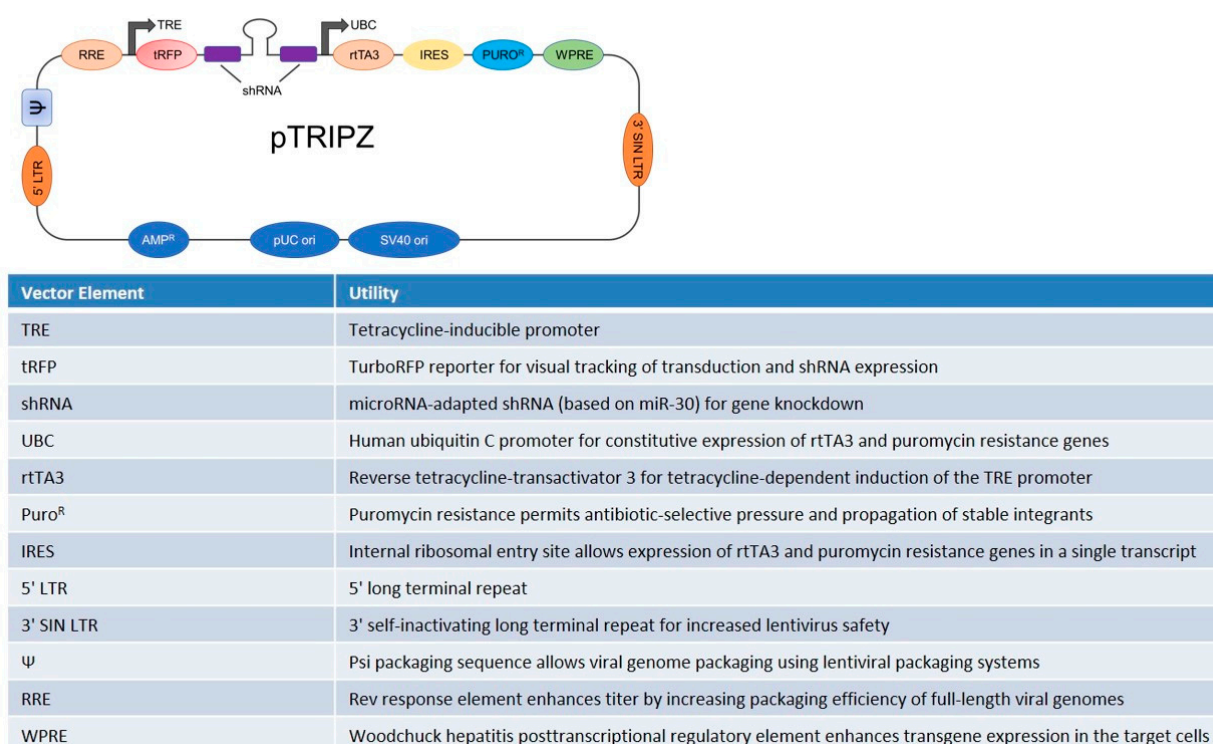 TRE
UBC
RRE
tRFP
rtTA3
IRES
PUROᴿ
WPRE
shRNA
Ψ
pTRIPZ
5' LTR
3' SIN LTR
AMPᴿ
pUC ori
SV40 ori
Vector Element Utility
TRE Tetracycline-inducible promoter
tRFP TurboRFP reporter for visual tracking of transduction and shRNA expression
shRNA microRNA-adapted shRNA (based on miR-30) for gene knockdown
UBC Human ubiquitin C promoter for constitutive expression of rtTA3 and puromycin resistance genes
rtTA3 Reverse tetracycline-transactivator 3 for tetracycline-dependent induction of the TRE promoter
Puroᴿ Puromycin resistance permits antibiotic-selective pressure and propagation of stable integrants
IRES Internal ribosomal entry site allows expression of rtTA3 and puromycin resistance genes in a single transcript
5' LTR 5' long terminal repeat
3' SIN LTR 3' self-inactivating long terminal repeat for increased lentivirus safety
Ψ Psi packaging sequence allows viral genome packaging using lentiviral packaging systems
RRE Rev response element enhances titer by increasing packaging efficiency of full-length viral genomes
WPRE Woodchuck hepatitis posttranscriptional regulatory element enhances transgene expression in the target cells